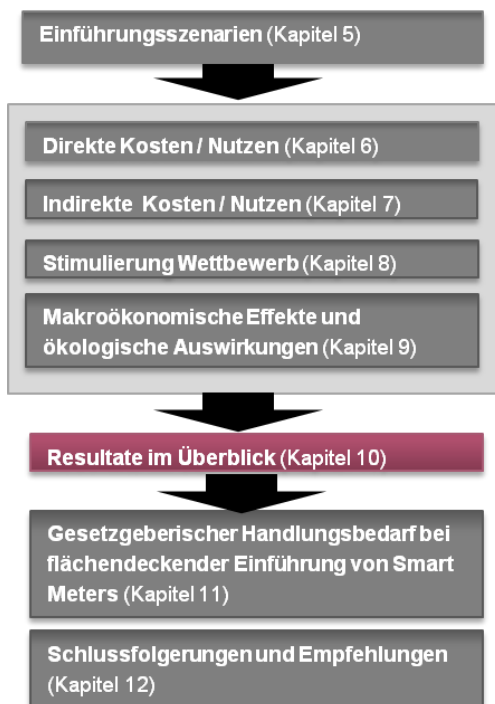 Einführungsszenarien (Kapitel 5)
Direkte Kosten / Nutzen (Kapitel 6)
Indirekte Kosten / Nutzen (Kapitel 7)
Stimulierung Wettbewerb (Kapitel 8)
Makroökonomische Effekte und
ökologische Auswirkungen (Kapitel 9)
Resultate im Überblick (Kapitel 10)
Gesetzgeberischer Handlungsbedarf bei
flächendeckender Einführung von Smart
Meters (Kapitel 11)
Schlussfolgerungen und Empfehlungen
(Kapitel 12)